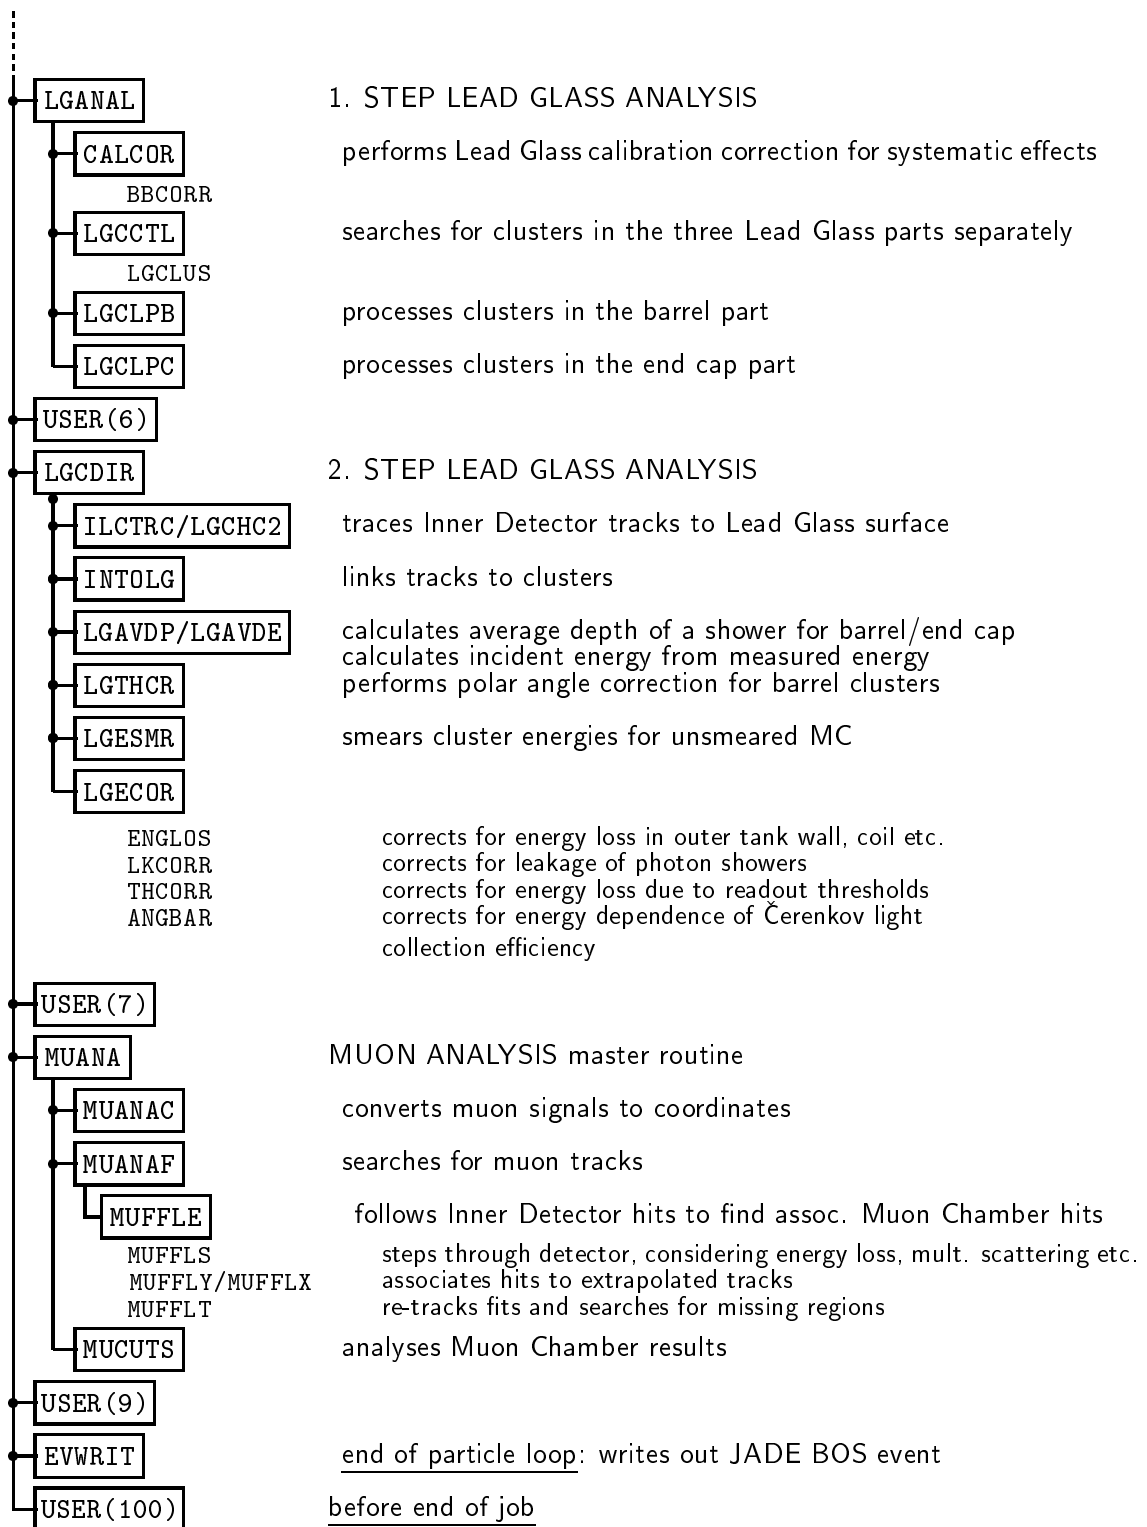 LGANAL 1. STEP LEAD GLASS ANALYSIS
CALCOR performs Lead Glass calibration correction for systematic effects
BBCORR
LGCCTL searches for clusters in the three Lead Glass parts separately
LGCLUS
LGCLPB processes clusters in the barrel part
LGCLPC processes clusters in the end cap part
USER(6)
LGCDIR 2. STEP LEAD GLASS ANALYSIS
ILCTRC/LGCHC2 traces Inner Detector tracks to Lead Glass surface
INTOLG links tracks to clusters
LGAVDP/LGAVDE calculates average depth of a shower for barrel/end cap
calculates incident energy from measured energy
LGTHCR performs polar angle correction for barrel clusters
LGESMR smears cluster energies for unsmeared MC
LGECOR
ENGLOS corrects for energy loss in outer tank wall, coil etc.
LKCORR corrects for leakage of photon showers
THCORR corrects for energy loss due to readout thresholds
ANGBAR corrects for energy dependence of Čerenkov light
collection efficiency
USER(7)
MUANA MUON ANALYSIS master routine
MUANAC converts muon signals to coordinates
MUANAF searches for muon tracks
MUFFLE follows Inner Detector hits to find assoc. Muon Chamber hits
MUFFLS steps through detector, considering energy loss, mult. scattering etc.
MUFFLY/MUFFLX associates hits to extrapolated tracks
MUFFLT re-tracks fits and searches for missing regions
MUCUTS analyses Muon Chamber results
USER(9)
EVWRIT end of particle loop: writes out JADE BOS event
USER(100) before end of job